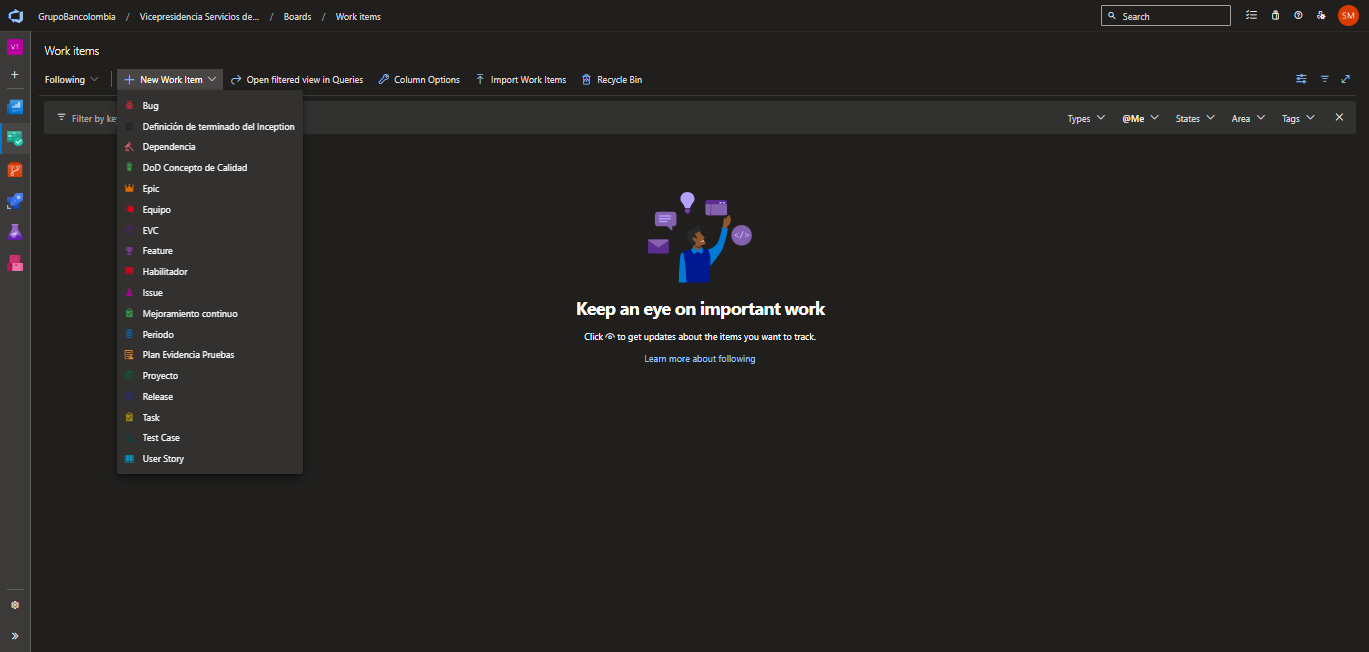 GrupoBancolombia / Vicepresidencia Servicios de... / Boards / Work items
Search
SM
VT
Work items
Following
New Work Item
Open filtered view in Queries
Column Options
Import Work Items
Recycle Bin
Filter by ke
Types
@Me
States
Area
Tags
Bug
Definición de terminado del Inception
Dependencia
DoD Concepto de Calidad
Epic
Equipo
EVC
Feature
Habilitador
Issue
Mejoramiento continuo
Periodo
Plan Evidencia Pruebas
Proyecto
Release
Task
Test Case
User Story
</>
Keep an eye on important work
Click to get updates about the items you want to track.
Learn more about following